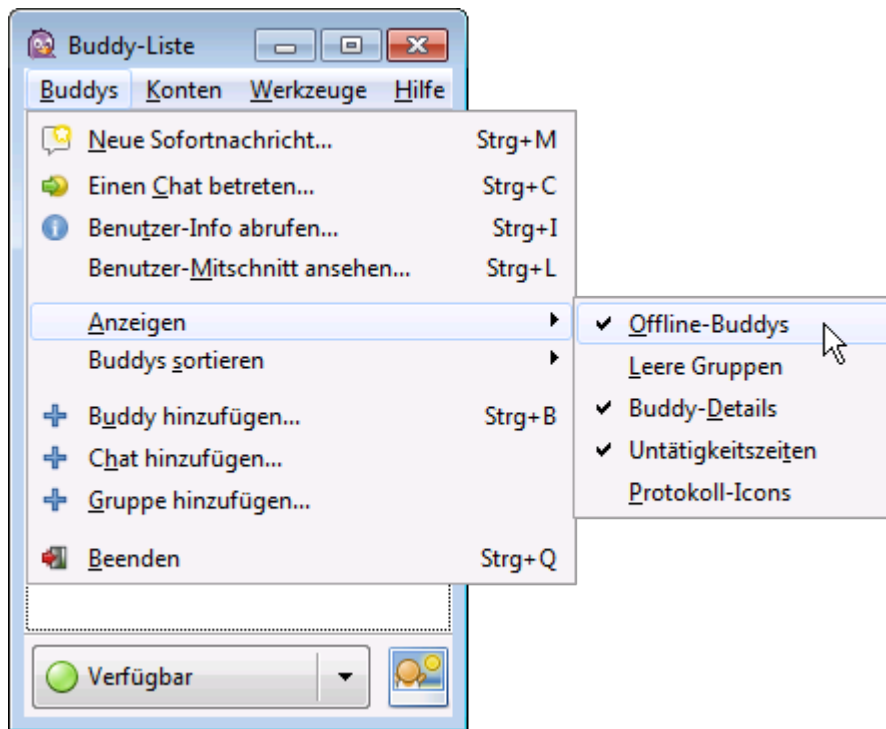 Buddy-Liste
Buddys Konten Werkzeuge Hilfe
Neue Sofortnachricht... Strg+M
Einen Chat betreten... Strg+C
Benutzer-Info abrufen... Strg+I
Benutzer-Mitschnitt ansehen... Strg+L
Anzeigen
Buddys sortieren
Offline-Buddys
Leere Gruppen
Buddy-Details
Untätigkeitszeiten
Protokoll-Icons
Buddy hinzufügen... Strg+B
Chat hinzufügen...
Gruppe hinzufügen...
Beenden Strg+Q
Verfügbar